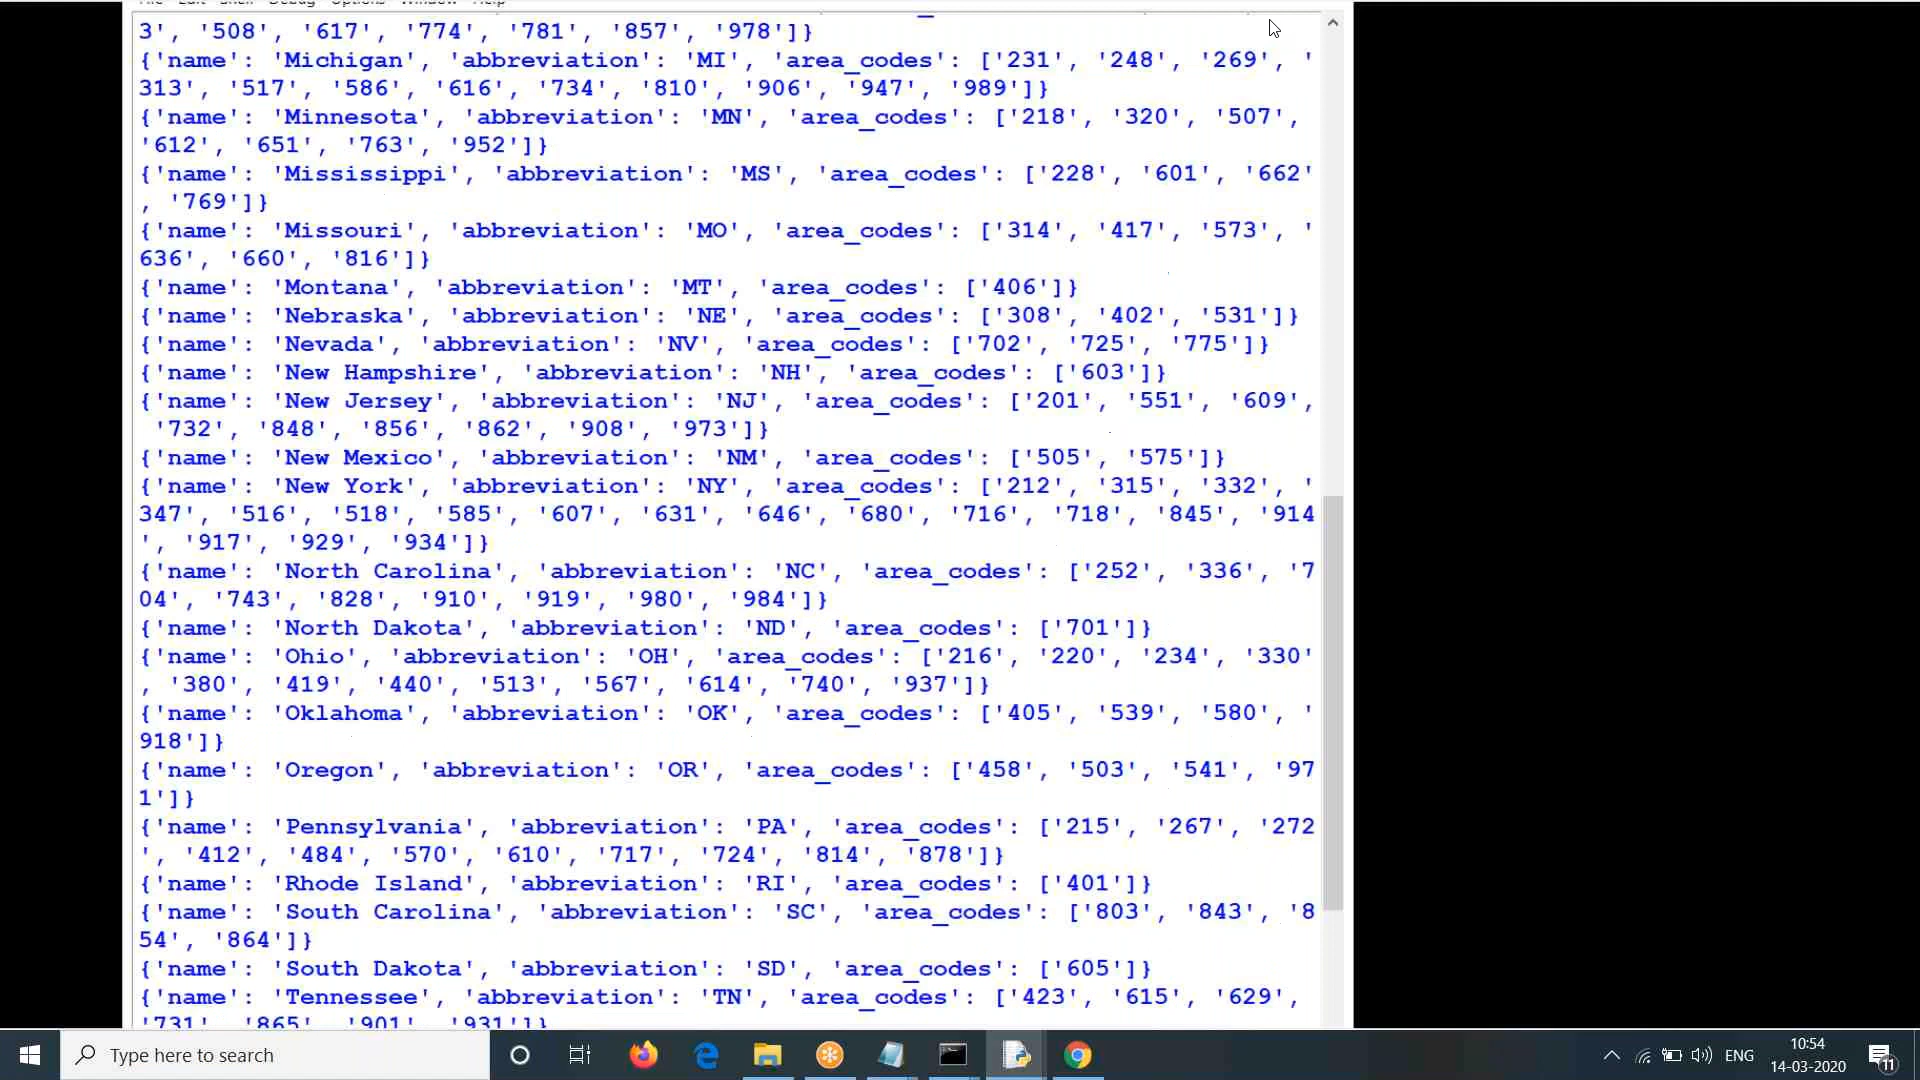 File Edit Shell Debug Options Window Help
3', '508', '617', '774', '781', '857', '978']}
{'name': 'Michigan', 'abbreviation': 'MI', 'area_codes': ['231', '248', '269', '
313', '517', '586', '616', '734', '810', '906', '947', '989']}
{'name': 'Minnesota', 'abbreviation': 'MN', 'area_codes': ['218', '320', '507',
'612', '651', '763', '952']}
{'name': 'Mississippi', 'abbreviation': 'MS', 'area_codes': ['228', '601', '662'
, '769']}
{'name': 'Missouri', 'abbreviation': 'MO', 'area_codes': ['314', '417', '573', '
636', '660', '816']}
{'name': 'Montana', 'abbreviation': 'MT', 'area_codes': ['406']}
{'name': 'Nebraska', 'abbreviation': 'NE', 'area_codes': ['308', '402', '531']}
{'name': 'Nevada', 'abbreviation': 'NV', 'area_codes': ['702', '725', '775']}
{'name': 'New Hampshire', 'abbreviation': 'NH', 'area_codes': ['603']}
{'name': 'New Jersey', 'abbreviation': 'NJ', 'area_codes': ['201', '551', '609',
'732', '848', '856', '862', '908', '973']}
{'name': 'New Mexico', 'abbreviation': 'NM', 'area_codes': ['505', '575']}
{'name': 'New York', 'abbreviation': 'NY', 'area_codes': ['212', '315', '332', '
347', '516', '518', '585', '607', '631', '646', '680', '716', '718', '845', '914
', '917', '929', '934']}
{'name': 'North Carolina', 'abbreviation': 'NC', 'area_codes': ['252', '336', '7
04', '743', '828', '910', '919', '980', '984']}
{'name': 'North Dakota', 'abbreviation': 'ND', 'area_codes': ['701']}
{'name': 'Ohio', 'abbreviation': 'OH', 'area_codes': ['216', '220', '234', '330'
, '380', '419', '440', '513', '567', '614', '740', '937']}
{'name': 'Oklahoma', 'abbreviation': 'OK', 'area_codes': ['405', '539', '580', '
918']}
{'name': 'Oregon', 'abbreviation': 'OR', 'area_codes': ['458', '503', '541', '97
1']}
{'name': 'Pennsylvania', 'abbreviation': 'PA', 'area_codes': ['215', '267', '272
', '412', '484', '570', '610', '717', '724', '814', '878']}
{'name': 'Rhode Island', 'abbreviation': 'RI', 'area_codes': ['401']}
{'name': 'South Carolina', 'abbreviation': 'SC', 'area_codes': ['803', '843', '8
54', '864']}
{'name': 'South Dakota', 'abbreviation': 'SD', 'area_codes': ['605']}
{'name': 'Tennessee', 'abbreviation': 'TN', 'area_codes': ['423', '615', '629',
'731', '865', '901', '931']}
Type here to search
ENG
10:54
14-03-2020
11